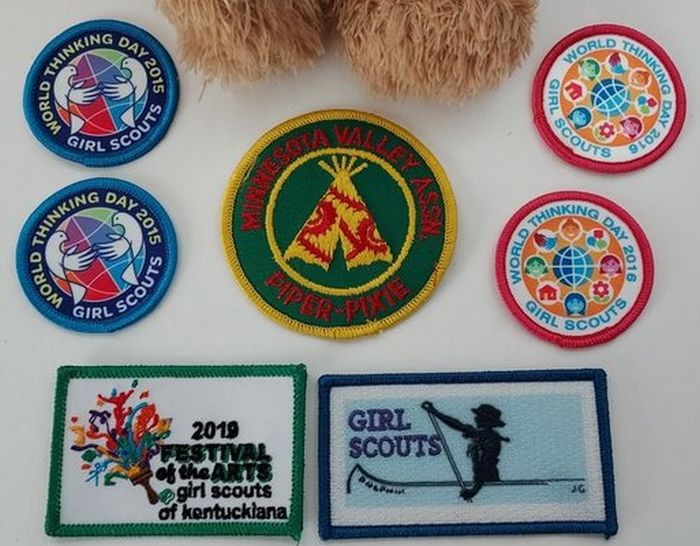 WORLD THINKING DAY 2015
GIRL SCOUTS
WORLD THINKING DAY 2016
GIRL SCOUTS
MINNESOTA VALLEY ASSN.
PIPER-PIXIE
WORLD THINKING DAY 2015
GIRL SCOUTS
WORLD THINKING DAY 2016
GIRL SCOUTS
2019
FESTIVAL
of the ARTS
girl scouts
of kentuckiana
GIRL
SCOUTS
DOLPHIN
J.G